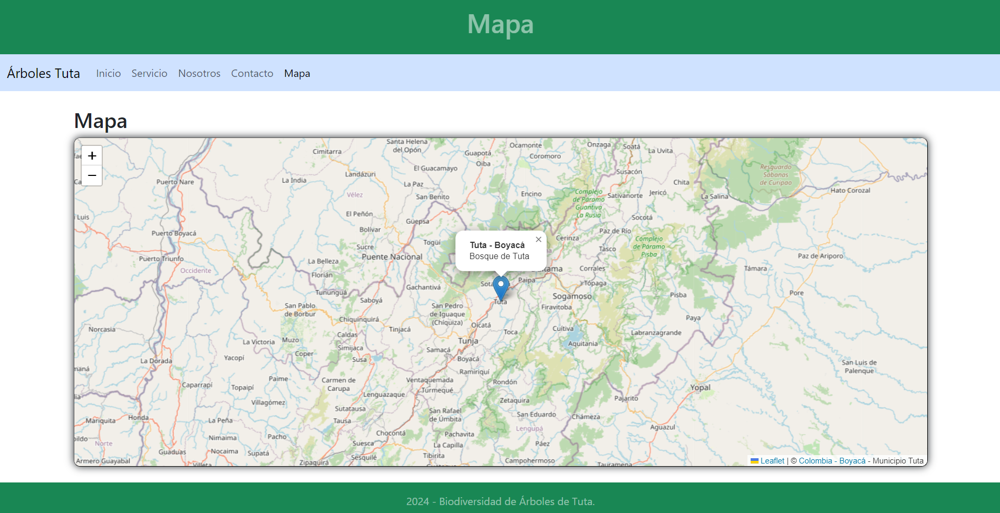 Mapa
Árboles Tuta Inicio Servicio Nosotros Contacto Mapa
Mapa
+
−
Santa Helena
del Opón
Cimitarra
Guapotá
Oiba
Ocamonte
Coromoro
Onzaga
Soatá
La Uvita
Puerto Nare
La India
Landázuri
El Guacamayo
La Paz
Susacón
Chita
Resguardo
Sabanas
de Curipao
Hato Corozal
Vélez
San Benito
Encino
Complejo
de Páramo
Guantiva
La Rusia
Sativanorte
Jericó
La Salina
Luis
El Peñón
Güepsa
Socotá
Puerto Boyacá
Bolívar
Togüí
Cerinza
Paz de Río
Complejo
de Páramo
Pisba
Tasco
Tuta - Boyacá
×
Bosque de Tuta
Sucre
Puente Nacional
Puerto Triunfo
Occidente
La Belleza
Florián
tama
Corrales
Támara
Paz de Ariporo
Tununguá
Gachantivá
Sota
Paipa
Tópaga
Pore
Saboyá
Tuta
Sogamoso
Pisba
San Pablo
de Borbur
San Pedro
de Iguaque
(Chíquiza)
Firavitoba
Chiquinquirá
Paya
Norcasia
Tinjacá
Oicatá
Toca
Cuítiva
Labranzagrande
Caldas
Muzo
La Victoria
Tunja
Aquitania
Simijaca
Samacá
Coper
Susa
Boyacá
La Dorada
Yacopí
maná
San Luis de
Palenque
Ramiriquí
Paime
Carmen de
Carupa
Ventaquemada
Rondón
Caparrapí
Topaipí
Turmequé
Yopal
lia
Lenguazaque
Villagómez
Zetaquira
Pajarito
Sutatausa
San Rafael
de Úmbita
San Eduardo
Chámeza
Mariquita
Honda
La Peña
Tausa
Lengupá
Aguazul
Chocontá
Pachavita
Nimaima
Pacho
bildo
Norte
Suesca
La Capilla
Páez
Guaduas
Nocaima
Supatá
Sesquilé
Tibirita
Armero Guayabal
Villeta
Zipaquirá
Guateque
Campohermoso
Tauramena
Leaflet | © Colombia - Boyacá - Municipio Tuta
2024 - Biodiversidad de Árboles de Tuta.